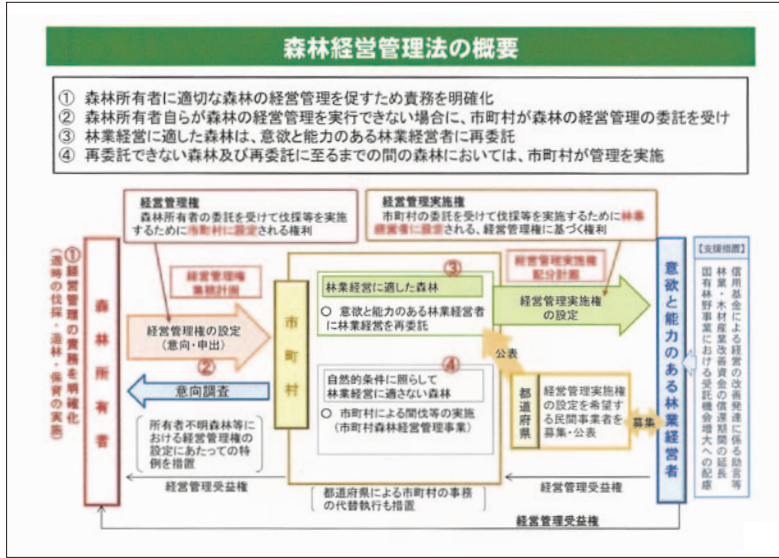 森林経営管理法の概要
① 森林所有者に適切な森林の経営管理を促すため責務を明確化
② 森林所有者自らが森林の経営管理を実行できない場合に、市町村が森林の経営管理の委託を受け
③ 林業経営に適した森林は、意欲と能力のある林業経営者に再委託
④ 再委託できない森林及び再委託に至るまでの間の森林においては、市町村が管理を実施
経営管理権
森林所有者の委託を受けて伐採等を実施
するために市町村に設定される権利
経営管理実施権
市町村の委託を受けて伐採等を実施するために林業
経営者に設定される、経営管理権に基づく権利
①経営管理の責務を明確化
(適時の伐採・造林・保育の実施)
森林所有者
経営管理権
集積計画
経営管理権の設定
(意向・申出)
②
意向調査
所有者不明森林等に
おける経営管理権の
設定にあたっての特
例を措置
経営管理受益権
市町村
③
林業経営に適した森林
○ 意欲と能力のある林業経営者
に林業経営を再委託
④
自然的条件に照らして
林業経営に適さない森林
○ 市町村による間伐等の実施
(市町村森林経営管理事業)
都道府県による市町村の事務
の代替執行も措置
経営管理実施権
配分計画
経営管理実施権
の設定
公表
都道府県
経営管理実施権
の設定を希望す
る民間事業者を
募集・公表
募集
経営管理受益権
意欲と能力のある林業経営者
【支援措置】
信用基金による経営の改善発達に係る助言等
林業・木材産業改善資金の償還期間の延長
国有林野事業における受託機会増大への配慮
経営管理受益権